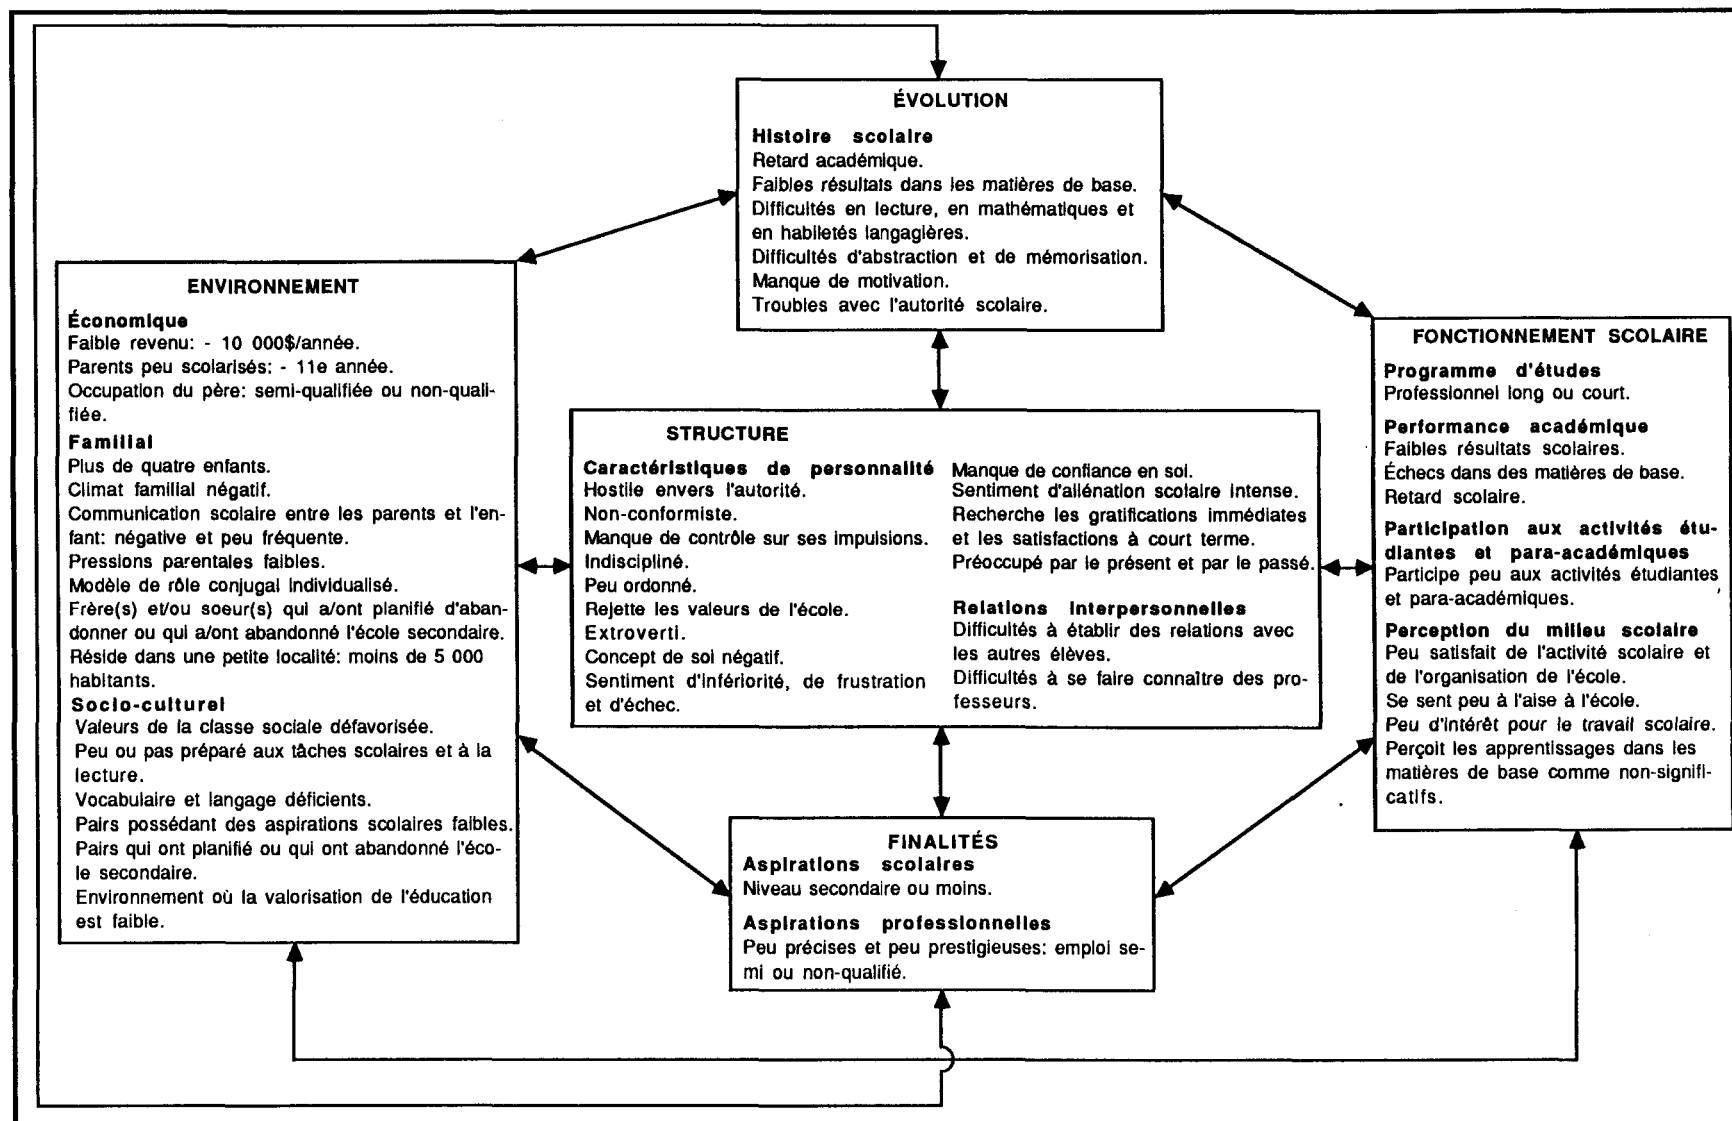 ÉVOLUTION
Histoire scolaire
Retard académique.
Faibles résultats dans les matières de base.
Difficultés en lecture, en mathématiques et
en habiletés langagières.
Difficultés d'abstraction et de mémorisation.
Manque de motivation.
Troubles avec l'autorité scolaire.
ENVIRONNEMENT
Économique
Faible revenu: - 10 000$/année.
Parents peu scolarisés: - 11e année.
Occupation du père: semi-qualifiée ou non-quali-
fiée.
Familial
Plus de quatre enfants.
Climat familial négatif.
Communication scolaire entre les parents et l'en-
fant: négative et peu fréquente.
Pressions parentales faibles.
Modèle de rôle conjugal individualisé.
Frère(s) et/ou soeur(s) qui a/ont planifié d'aban-
donner ou qui a/ont abandonné l'école secondaire.
Réside dans une petite localité: moins de 5 000
habitants.
Socio-culturel
Valeurs de la classe sociale défavorisée.
Peu ou pas préparé aux tâches scolaires et à la
lecture.
Vocabulaire et langage déficients.
Pairs possédant des aspirations scolaires faibles.
Pairs qui ont planifié ou qui ont abandonné l'éco-
le secondaire.
Environnement où la valorisation de l'éducation
est faible.
STRUCTURE
Caractéristiques de personnalité
Hostile envers l'autorité.
Non-conformiste.
Manque de contrôle sur ses impulsions.
Indiscipliné.
Peu ordonné.
Rejette les valeurs de l'école.
Extroverti.
Concept de soi négatif.
Sentiment d'infériorité, de frustration
et d'échec.
Manque de confiance en soi.
Sentiment d'aliénation scolaire intense.
Recherche les gratifications immédiates
et les satisfactions à court terme.
Préoccupé par le présent et par le passé.
Relations interpersonnelles
Difficultés à établir des relations avec
les autres élèves.
Difficultés à se faire connaître des pro-
fesseurs.
FONCTIONNEMENT SCOLAIRE
Programme d'études
Professionnel long ou court.
Performance académique
Faibles résultats scolaires.
Échecs dans des matières de base.
Retard scolaire.
Participation aux activités étu-
diantes et para-académiques
Participe peu aux activités étudiantes
et para-académiques.
Perception du milieu scolaire
Peu satisfait de l'activité scolaire et
de l'organisation de l'école.
Se sent peu à l'aise à l'école.
Peu d'intérêt pour le travail scolaire.
Perçoit les apprentissages dans les
matières de base comme non-signifi-
catifs.
FINALITÉS
Aspirations scolaires
Niveau secondaire ou moins.
Aspirations professionnelles
Peu précises et peu prestigieuses: emploi se-
mi ou non-qualifié.